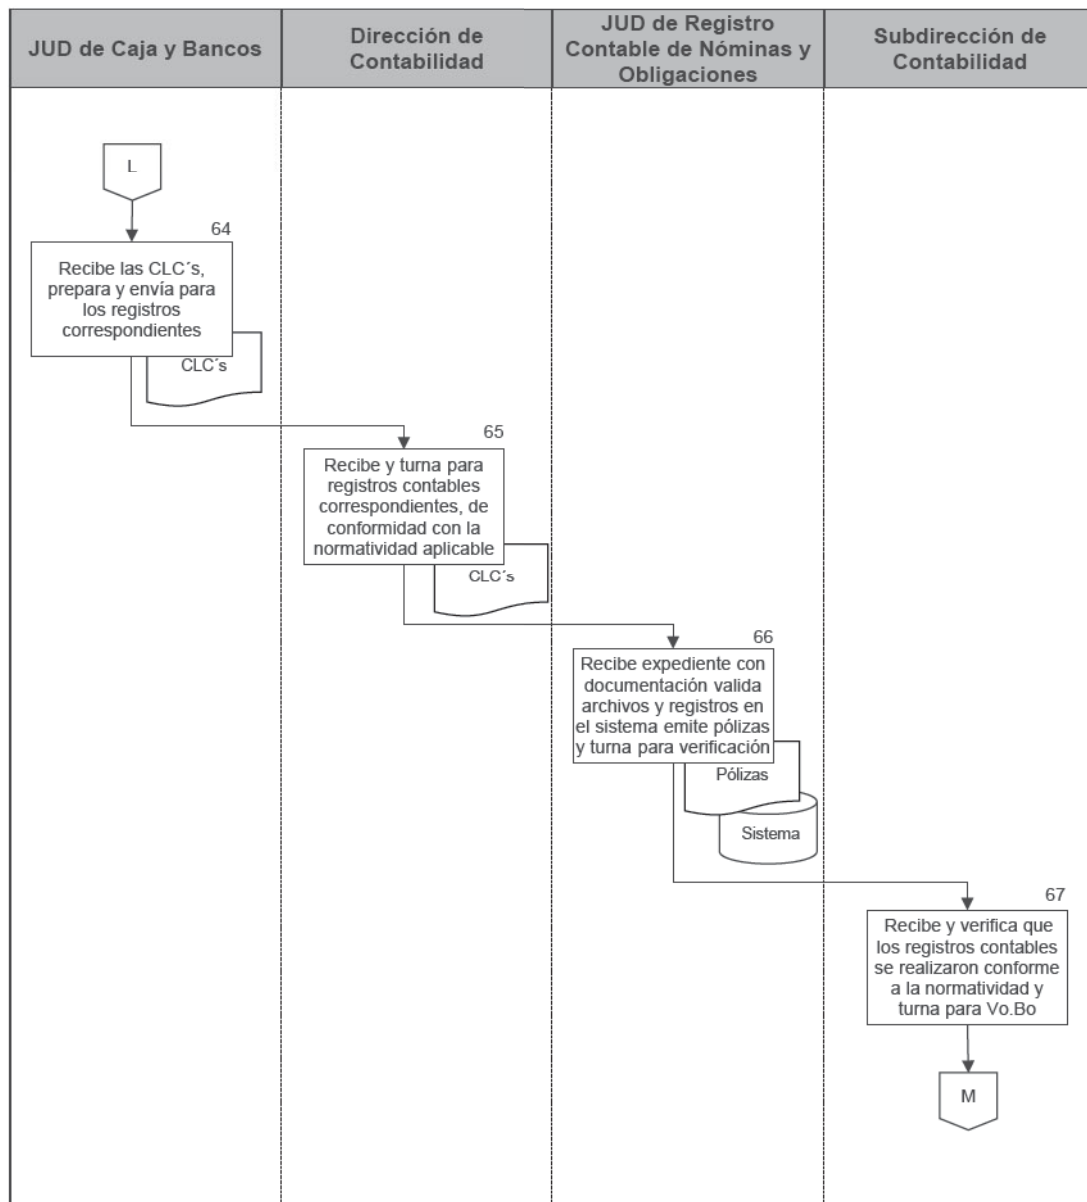 JUD de Caja y Bancos
Dirección de
Contabilidad
JUD de Registro
Contable de Nóminas y
Obligaciones
Subdirección de
Contabilidad
L
64
Recibe las CLC´s,
prepara y envía para
los registros
correspondientes
CLC´s
65
Recibe y turna para
registros contables
correspondientes, de
conformidad con la
normatividad aplicable
CLC´s
66
Recibe expediente con
documentación valida
archivos y registros en
el sistema emite pólizas
y turna para verificación
Pólizas
Sistema
67
Recibe y verifica que
los registros contables
se realizaron conforme
a la normatividad y
turna para Vo.Bo
M